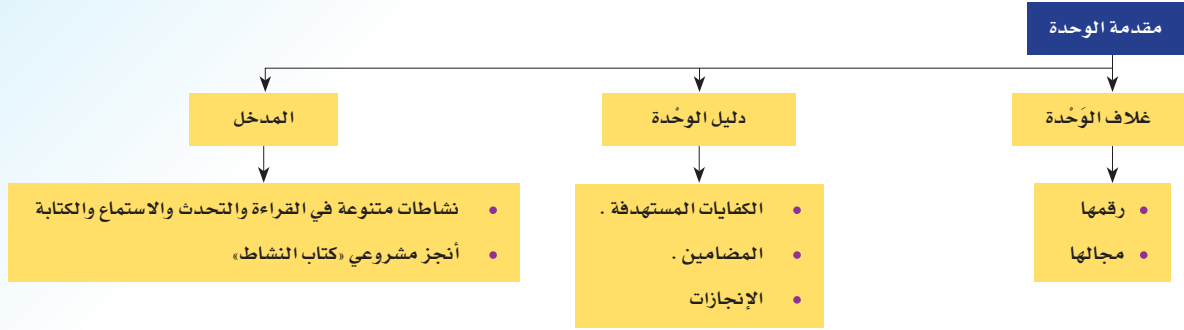 مقدمة الوحدة
غلاف الوَحْدة
دليل الوحْدة
المدخل
• رقمها
• مجالها
• الكفايات المستهدفة .
• المضامين .
• الإنجازات
• نشاطات متنوعة في القراءة والتحدث والاستماع والكتابة
• أنجز مشروعي «كتاب النشاط»